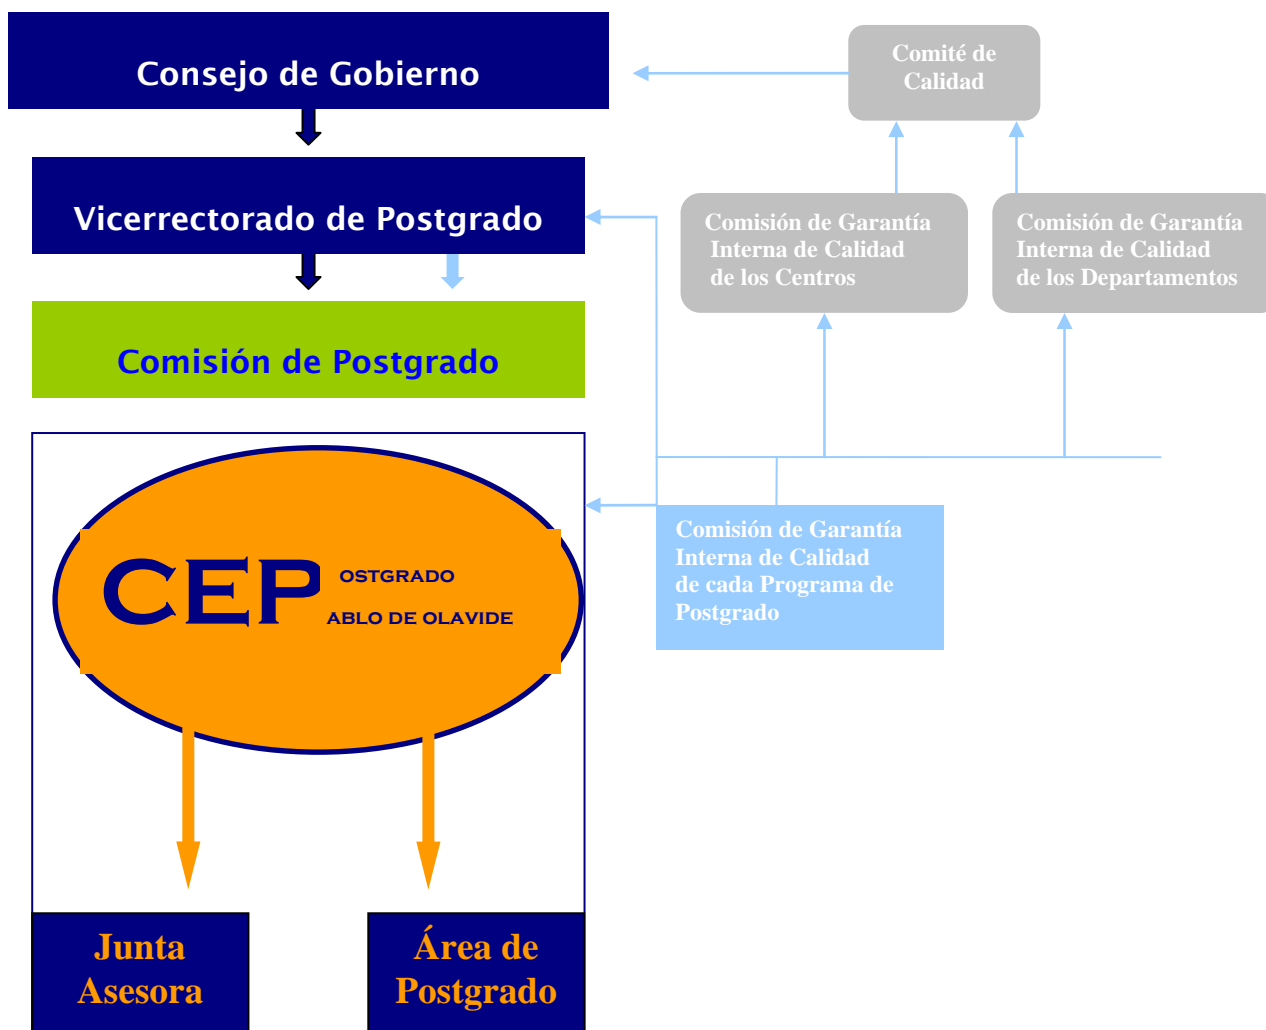 Consejo de Gobierno
Comité de
Calidad
Vicerrectorado de Postgrado
Comisión de Garantía
Interna de Calidad
de los Centros
Comisión de Garantía
Interna de Calidad
de los Departamentos
Comisión de Postgrado
CEP
OSTGRADO
ABLO DE OLAVIDE
Comisión de Garantía
Interna de Calidad
de cada Programa de
Postgrado
Junta
Asesora
Área de
Postgrado